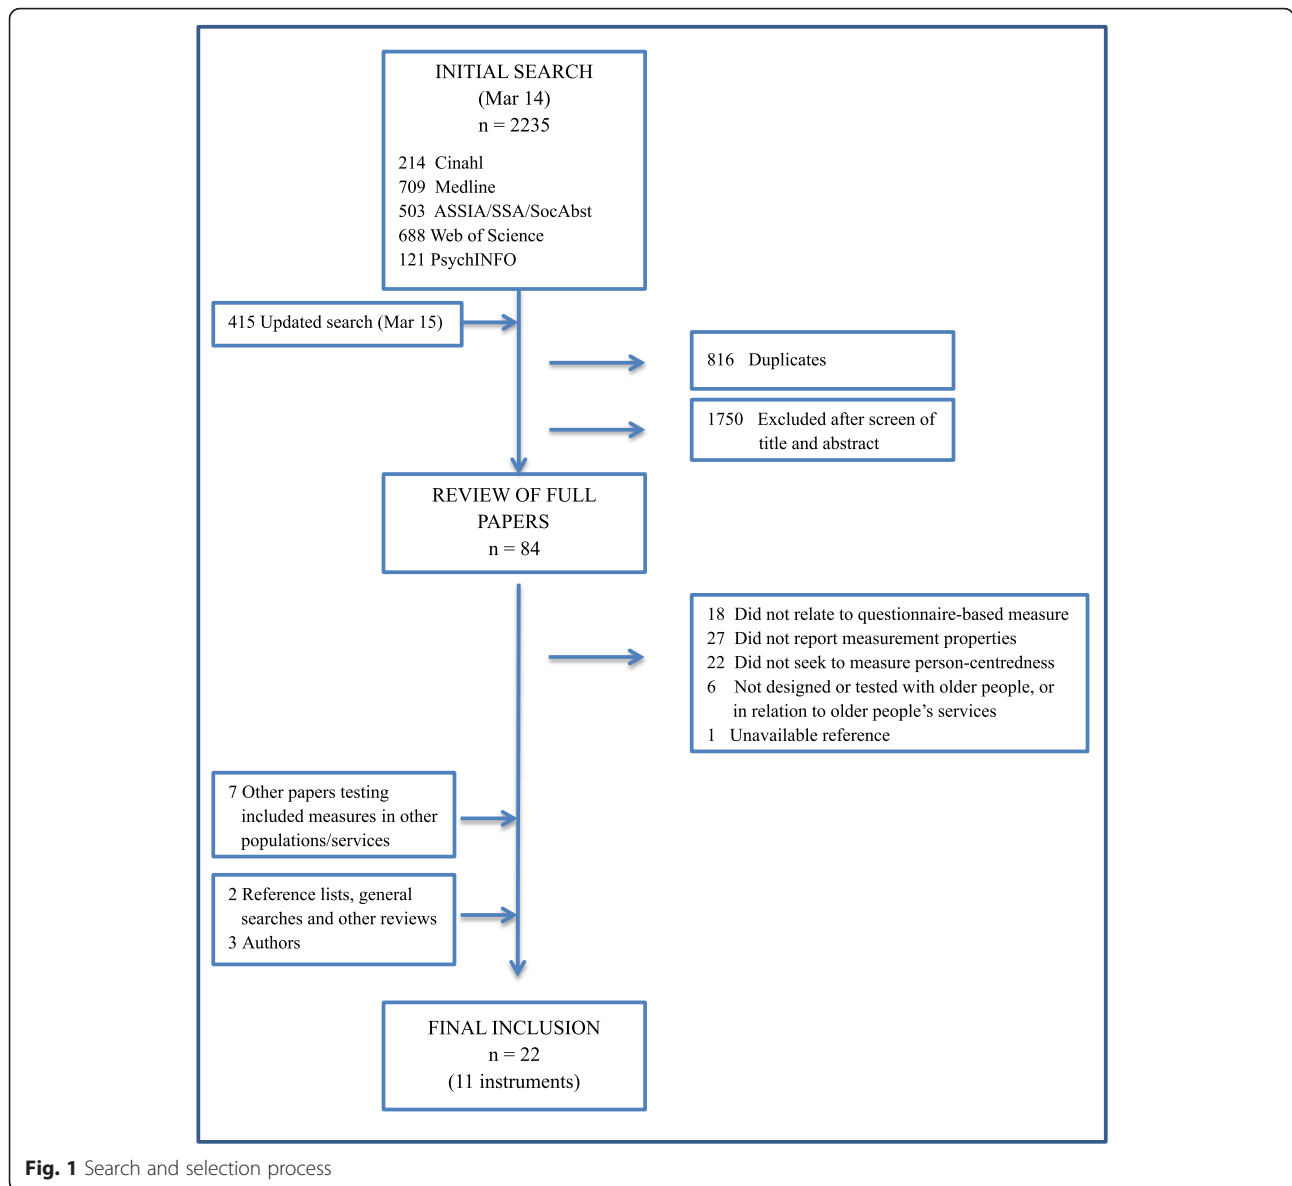 INITIAL SEARCH
(Mar 14)
n = 2235
214 Cinahl
709 Medline
503 ASSIA/SSA/SocAbst
688 Web of Science
121 PsychINFO
415 Updated search (Mar 15)
816 Duplicates
1750 Excluded after screen of
title and abstract
REVIEW OF FULL
PAPERS
n = 84
18 Did not relate to questionnaire-based measure
27 Did not report measurement properties
22 Did not seek to measure person-centredness
6 Not designed or tested with older people, or
in relation to older people's services
1 Unavailable reference
7 Other papers testing
included measures in other
populations/services
2 Reference lists, general
searches and other reviews
3 Authors
FINAL INCLUSION
n = 22
(11 instruments)
Fig. 1 Search and selection process